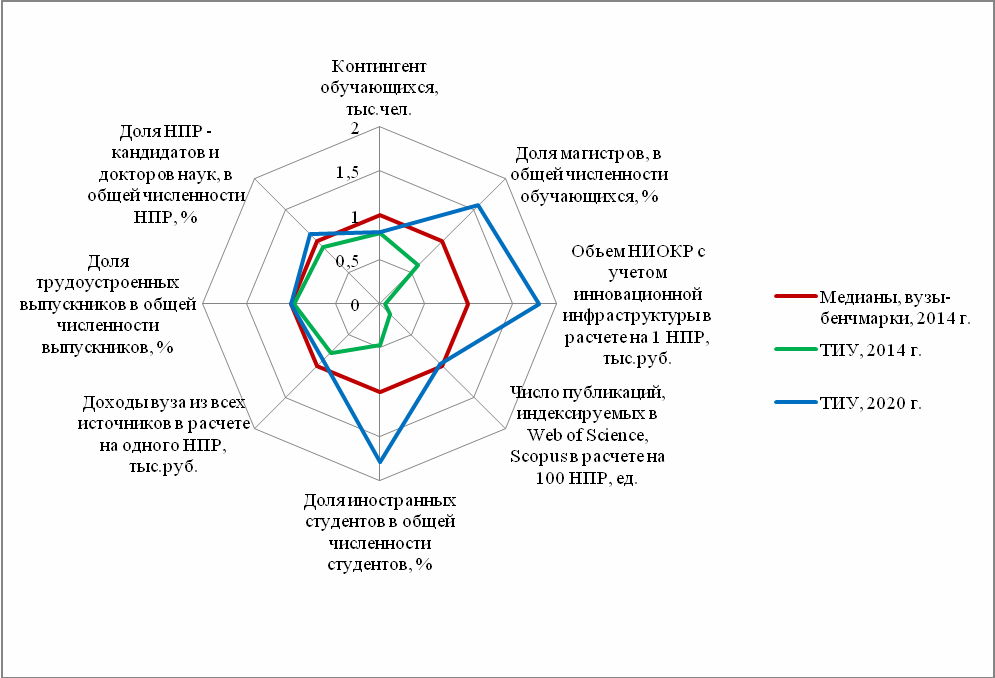 Контингент
обучающихся,
тыс.чел.
Доля магистров, в
общей численности
обучающихся, %
Объем НИОКР с
учетом
инновационной
инфраструктуры в
расчете на 1 НПР,
тыс.руб.
Число публикаций,
индексируемых в
Web of Science,
Scopus в расчете на
100 НПР, ед.
Доля иностранных
студентов в общей
численности
студентов, %
Доходы вуза из всех
источников в расчете
на одного НПР,
тыс.руб.
Доля
трудоустроенных
выпускников в общей
численности
выпускников, %
Доля НПР -
кандидатов и
докторов наук, в
общей численности
НПР, %
2
1,5
1
0,5
0
Медианы, вузы-
бенчмарки, 2014 г.
ТИУ, 2014 г.
ТИУ, 2020 г.